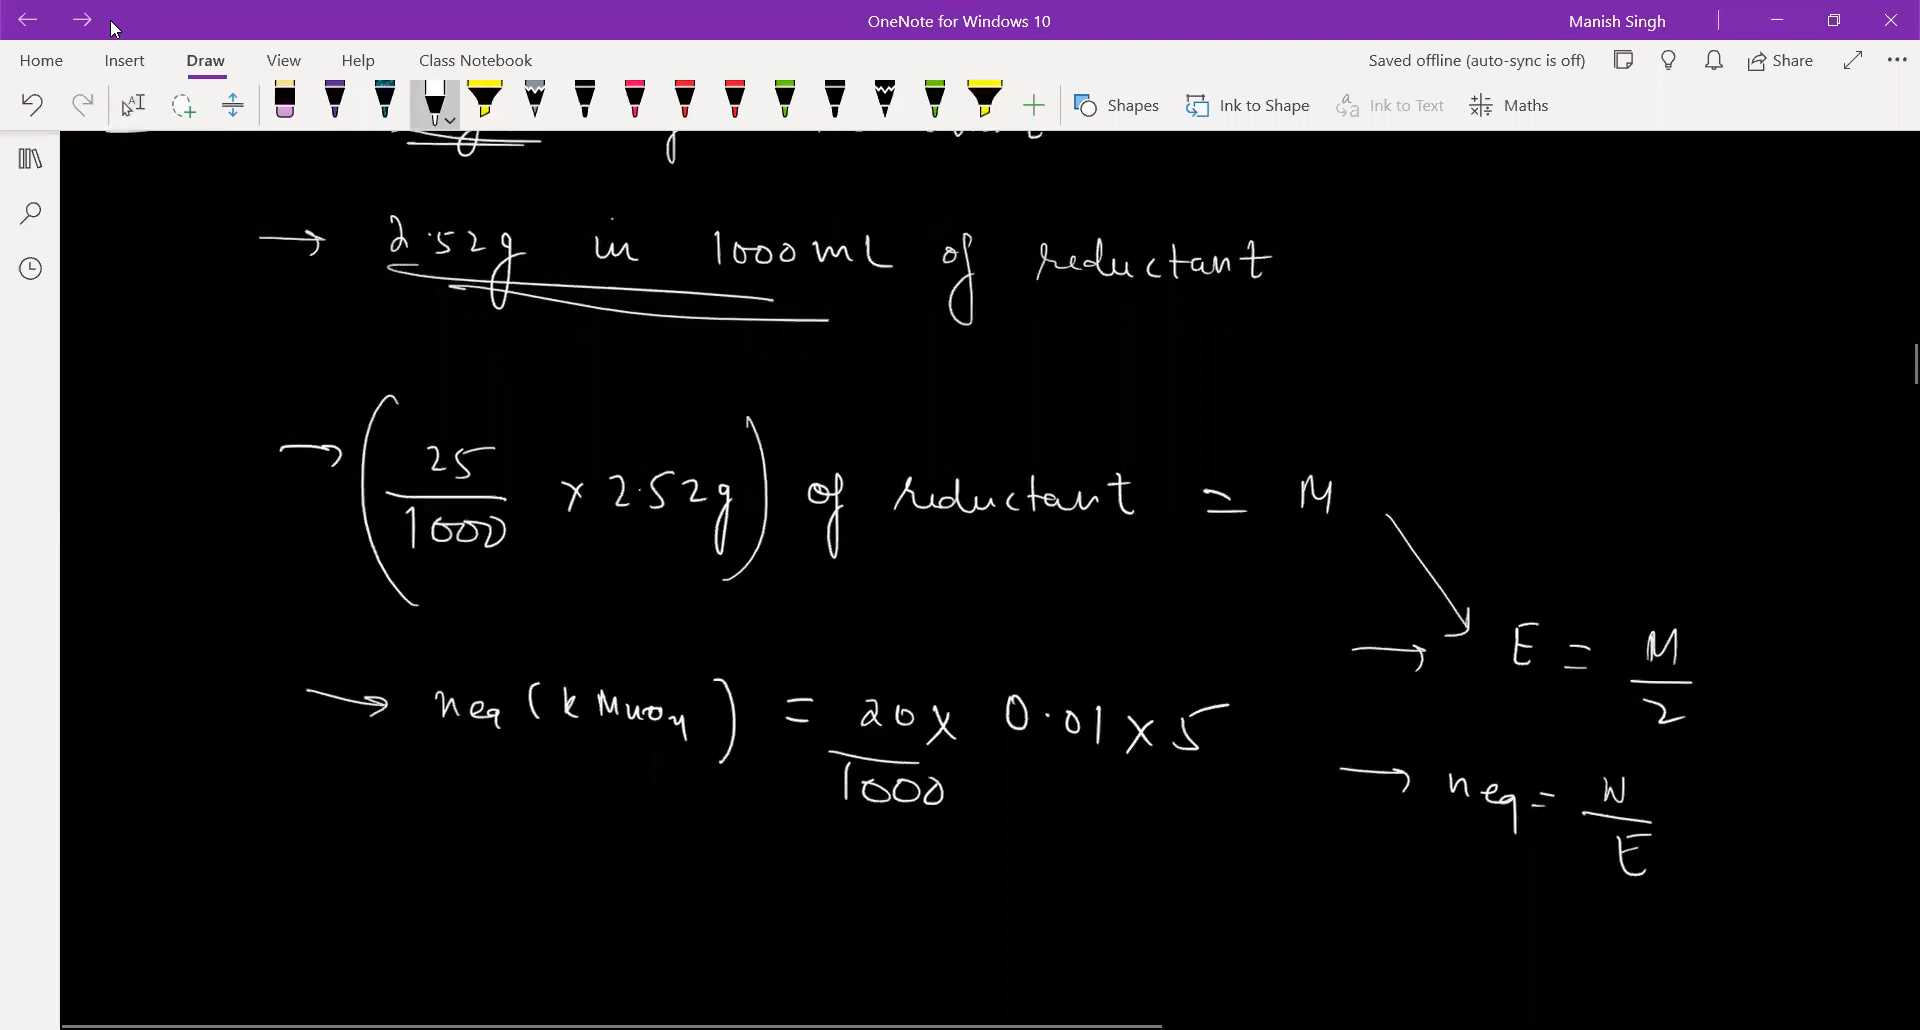 OneNote for Windows 10
Manish Singh
Home Insert Draw View Help Class Notebook
Saved offline (auto-sync is off) Share
Shapes Ink to Shape Ink to Text Maths
→ 2.52g in 1000 mL of reductant
→ (25/1000 × 2.52g) of reductant = M
→ E = M/2
→ neq (KMnO4) = 20/1000 × 0.01 × 5
→ neq = W/E